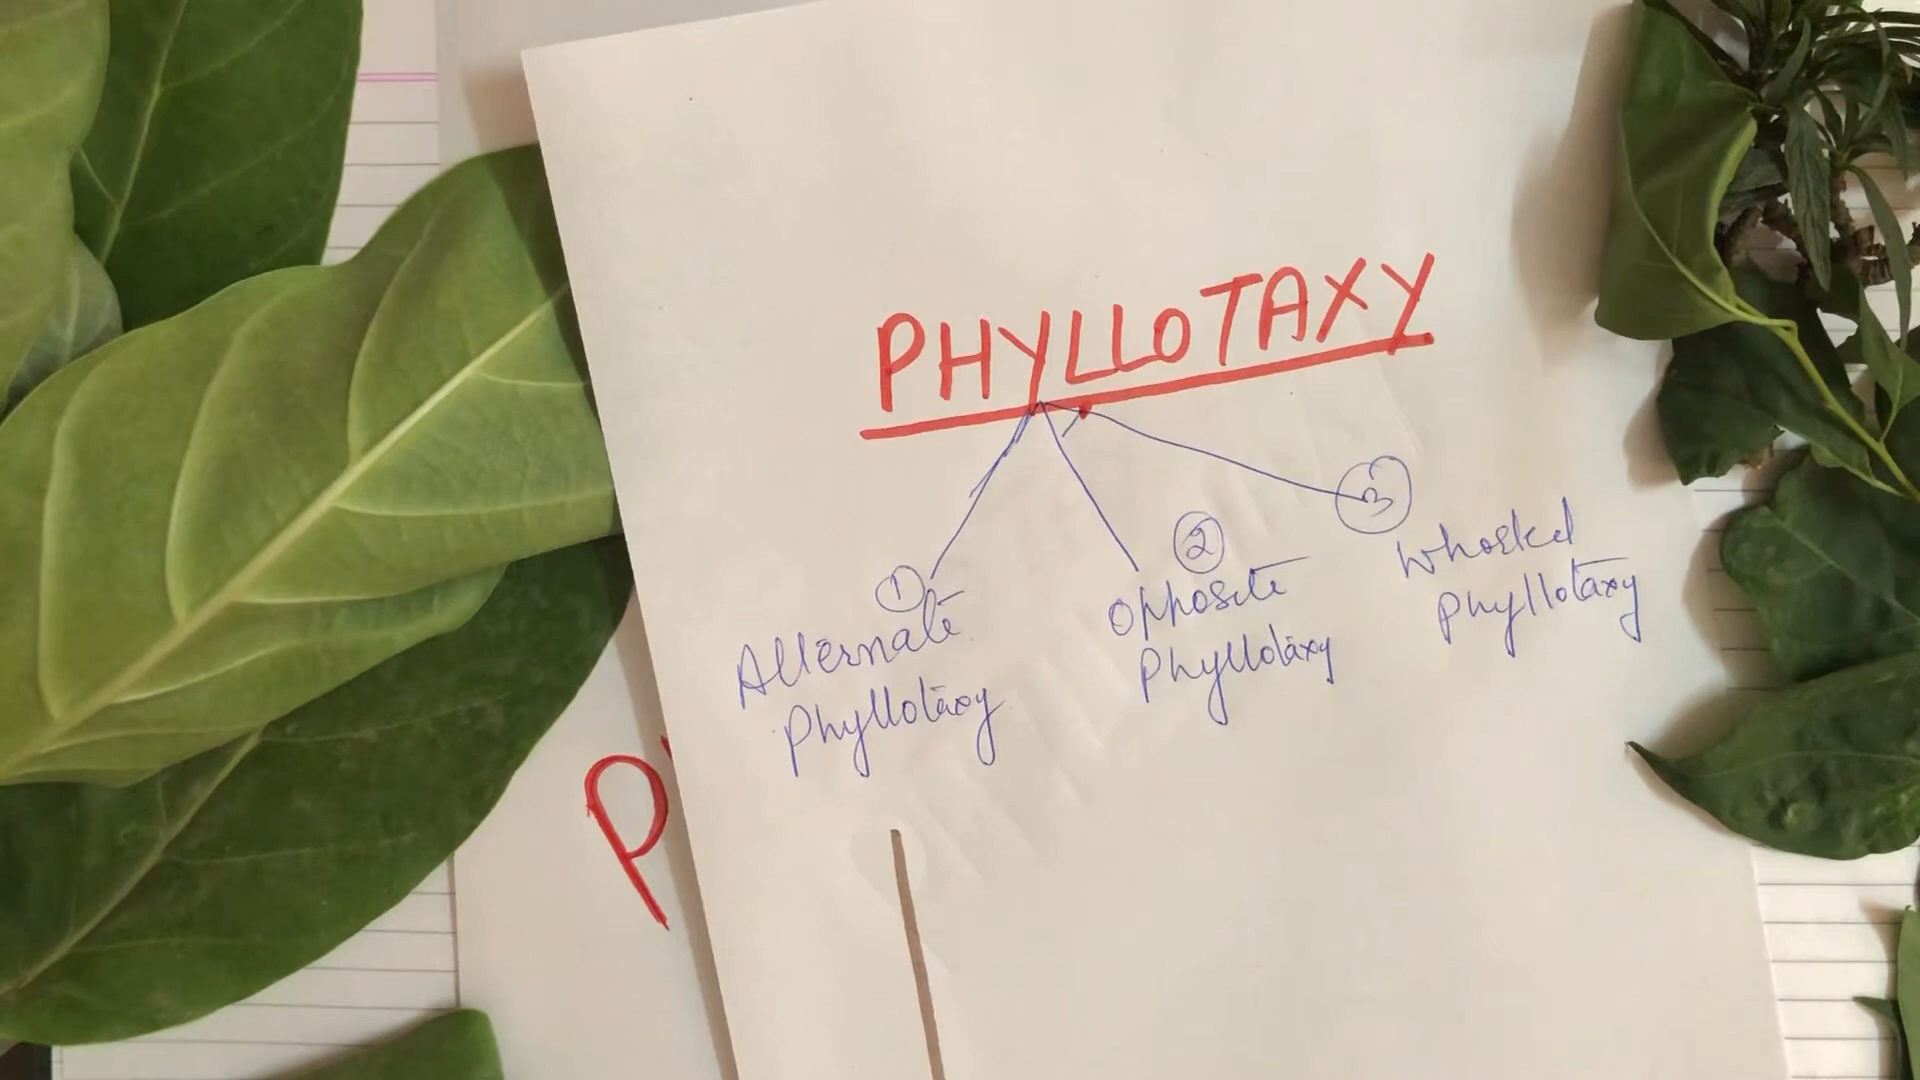 PHYLLOTAXY
①
Alternate
Phyllotaxy
②
Opposite
Phyllotaxy
③
Whorled
Phyllotaxy
P